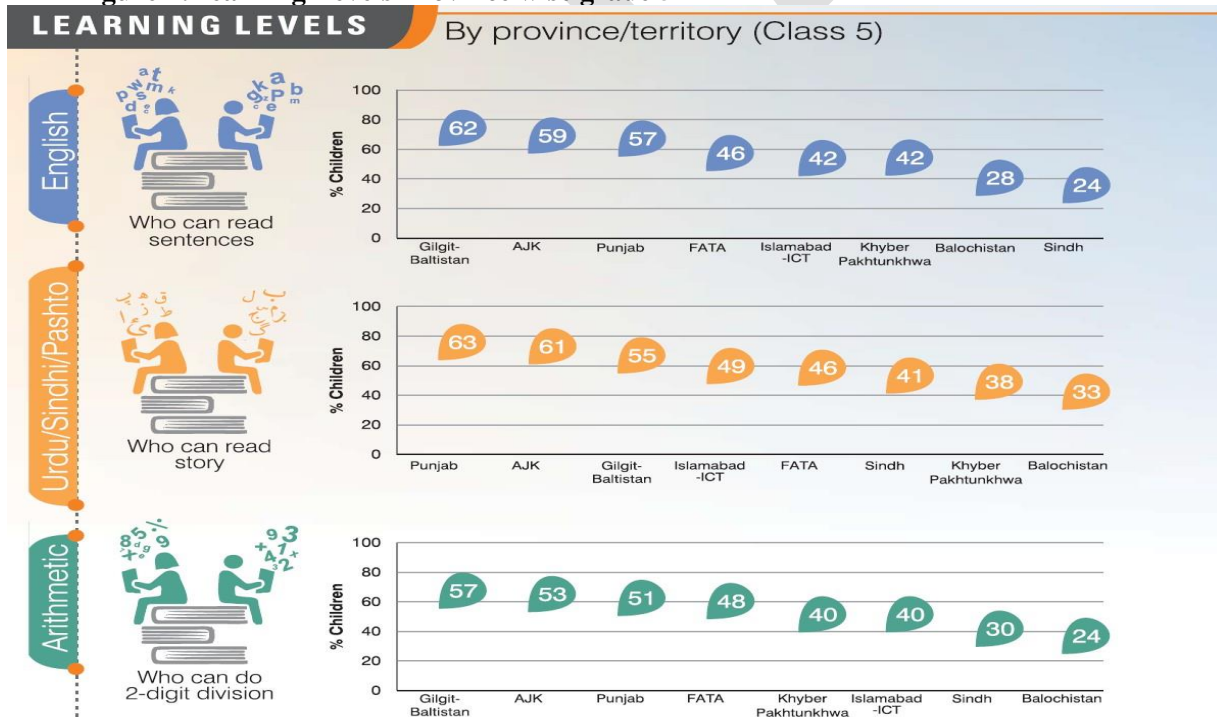 LEARNING LEVELS
By province/territory (Class 5)
English
Who can read
sentences
% Children
100
80
60
40
20
0
62
59
57
46
42
42
28
24
Gilgit-
Baltistan
AJK
Punjab
FATA
Islamabad
-ICT
Khyber
Pakhtunkhwa
Balochistan
Sindh
Urdu/Sindhi/Pashto
Who can read
story
% Children
100
80
60
40
20
0
63
61
55
49
46
41
38
33
Punjab
AJK
Gilgit-
Baltistan
Islamabad
-ICT
FATA
Sindh
Khyber
Pakhtunkhwa
Balochistan
Arithmetic
Who can do
2-digit division
% Children
100
80
60
40
20
0
57
53
51
48
40
40
30
24
Gilgit-
Baltistan
AJK
Punjab
FATA
Khyber
Pakhtunkhwa
Islamabad
-ICT
Sindh
Balochistan